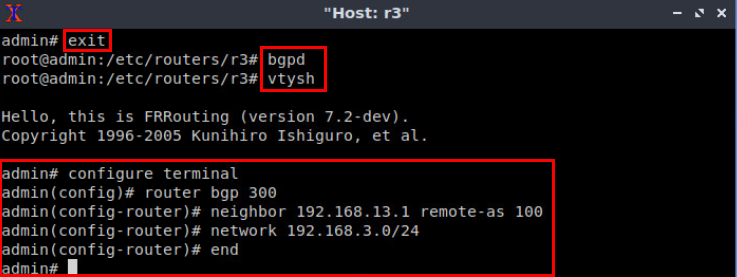 "Host: r3"
admin# exit
root@admin:/etc/routers/r3# bgpd
root@admin:/etc/routers/r3# vtysh
Hello, this is FRRouting (version 7.2-dev).
Copyright 1996-2005 Kunihiro Ishiguro, et al.
admin# configure terminal
admin(config)# router bgp 300
admin(config-router)# neighbor 192.168.13.1 remote-as 100
admin(config-router)# network 192.168.3.0/24
admin(config-router)# end
admin#